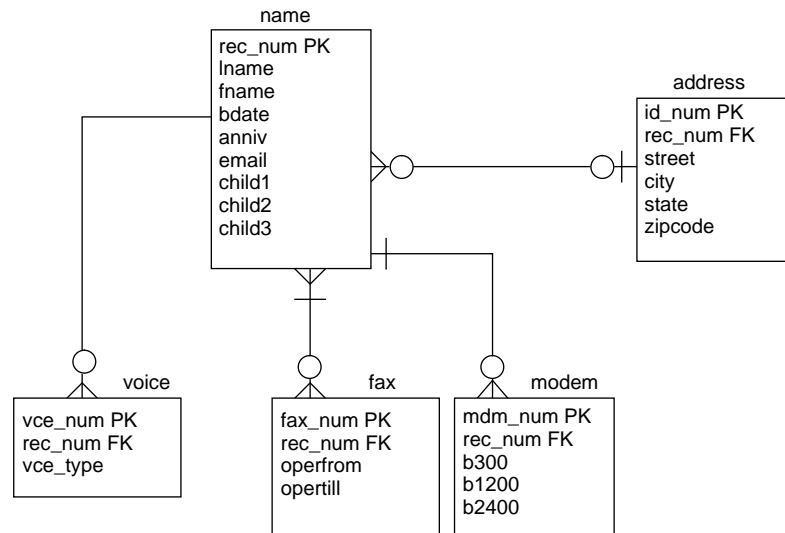 name
rec_num PK
lname
fname
bdate
anniv
email
child1
child2
child3
address
id_num PK
rec_num FK
street
city
state
zipcode
voice
vce_num PK
rec_num FK
vce_type
fax
fax_num PK
rec_num FK
operfrom
opertill
modem
mdm_num PK
rec_num FK
b300
b1200
b2400